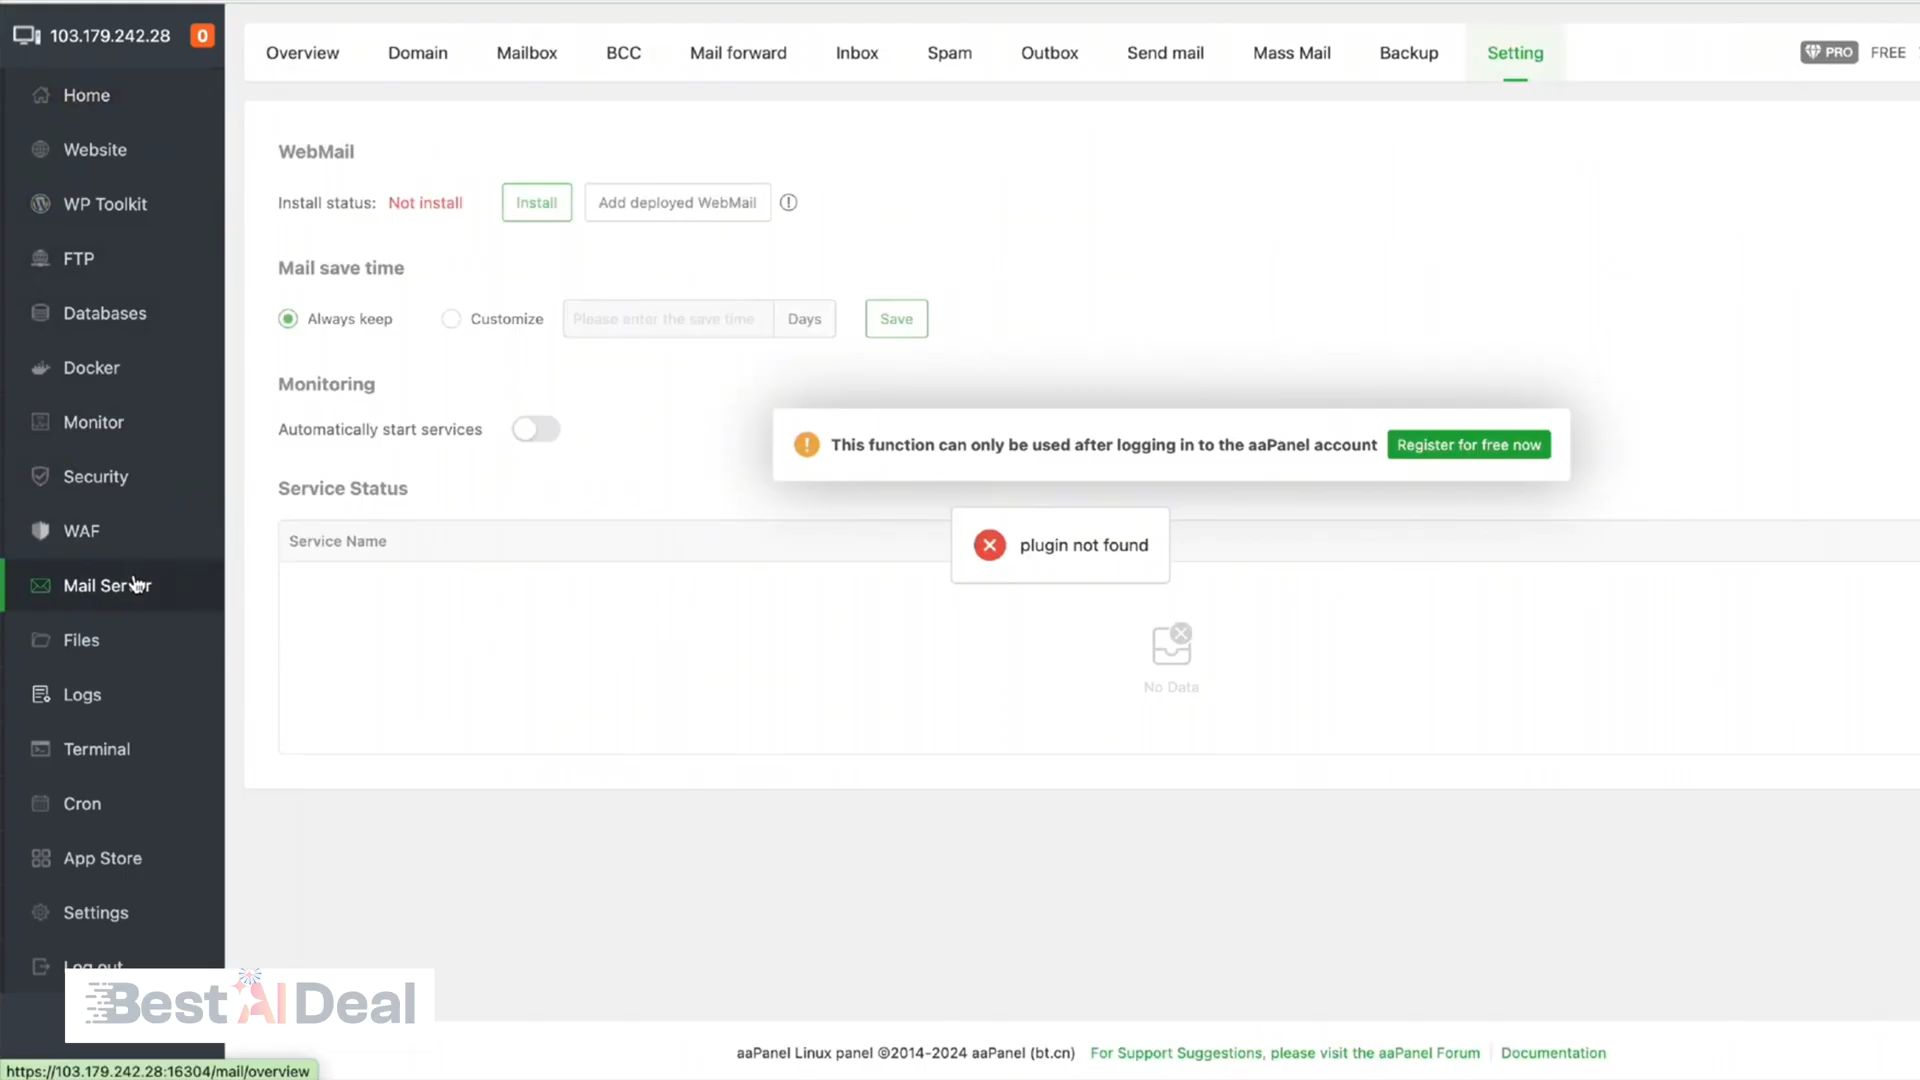 103.179.242.28
0
Home
Website
WP Toolkit
FTP
Databases
Docker
Monitor
Security
WAF
Mail Server
Files
Logs
Terminal
Cron
App Store
Settings
Log out
Overview
Domain
Mailbox
BCC
Mail forward
Inbox
Spam
Outbox
Send mail
Mass Mail
Backup
Setting
PRO
FREE
WebMail
Install status:
Not install
Install
Add deployed WebMail
Mail save time
Always keep
Customize
Please enter the save time
Days
Save
Monitoring
Automatically start services
This function can only be used after logging in to the aaPanel account
Register for free now
Service Status
Service Name
plugin not found
No Data
Best AI Deal
aaPanel Linux panel ©2014-2024 aaPanel (bt.cn)
For Support Suggestions, please visit the aaPanel Forum
Documentation
https://103.179.242.28:16304/mail/overview